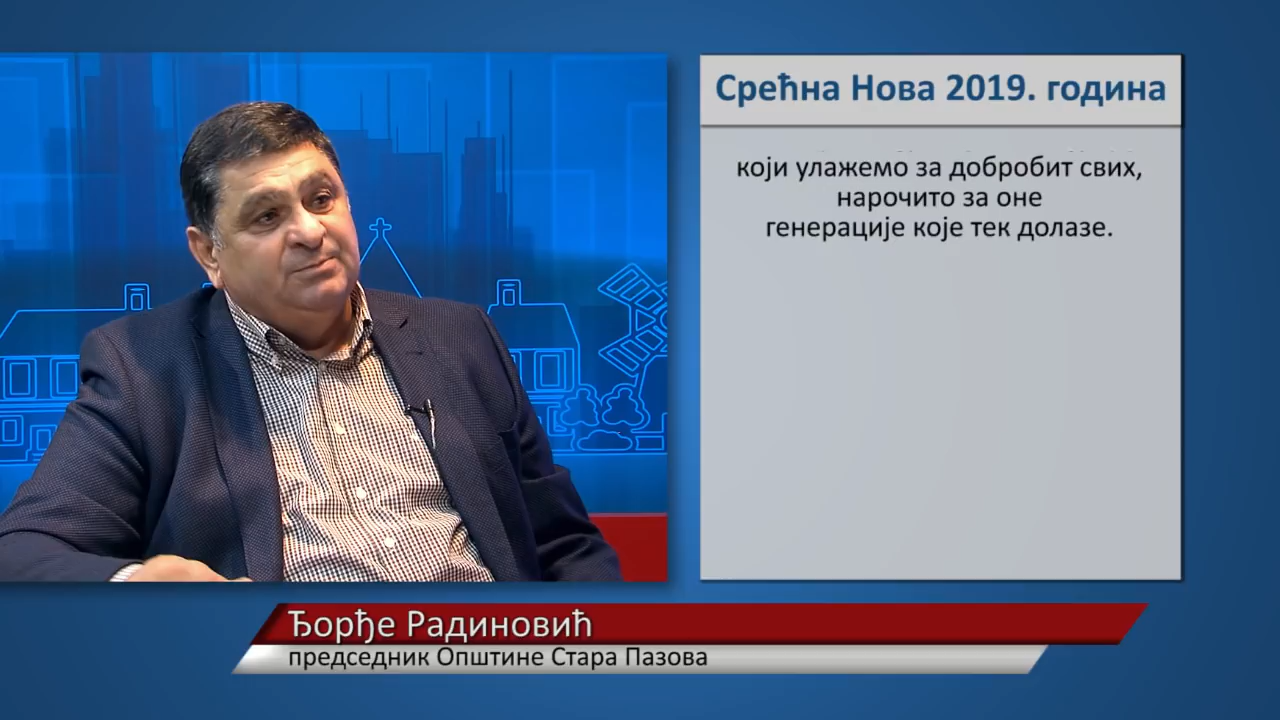 Срећна Нова 2019. година
који улажемо за добробит свих,
нарочито за оне
генерације које тек долазе.
Ђорђе Радиновић
председник Општине Стара Пазова